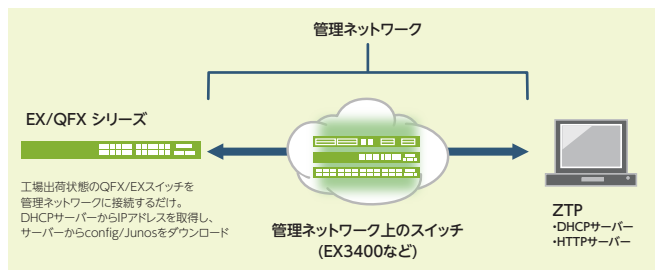 管理ネットワーク
EX/QFX シリーズ
工場出荷状態のQFX/EXスイッチを
管理ネットワークに接続するだけ。
DHCPサーバーからIPアドレスを取得し、
サーバーからconfig/Junosをダウンロード
管理ネットワーク上のスイッチ
(EX3400など)
ZTP
・DHCPサーバー
・HTTPサーバー